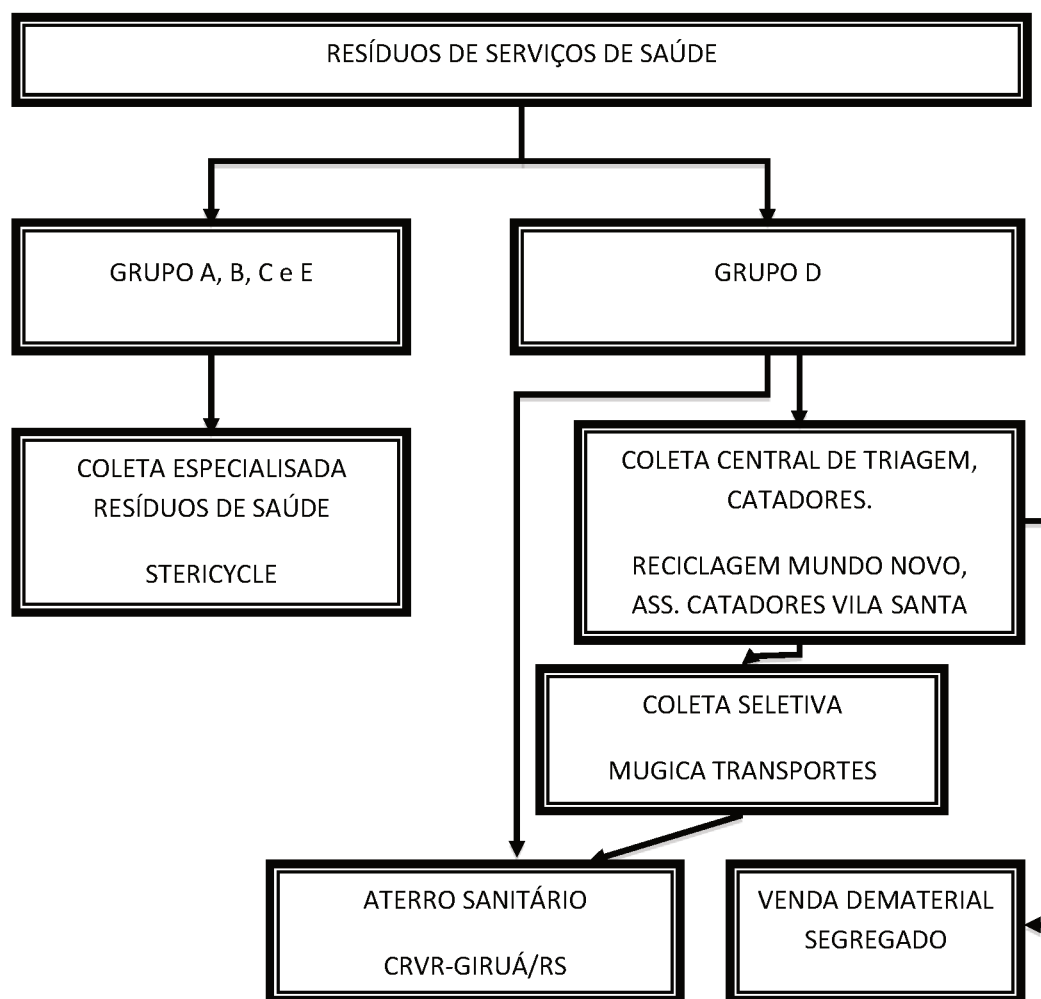 RESÍDUOS DE SERVIÇOS DE SAÚDE
GRUPO A, B, C e E
GRUPO D
COLETA ESPECIALISADA
RESÍDUOS DE SAÚDE
STERICYCLE
COLETA CENTRAL DE TRIAGEM,
CATADORES.
RECICLAGEM MUNDO NOVO,
ASS. CATADORES VILA SANTA
COLETA SELETIVA
MUGICA TRANSPORTES
ATERRO SANITÁRIO
CRVR-GIRUÁ/RS
VENDA DEMATERIAL
SEGREGADO